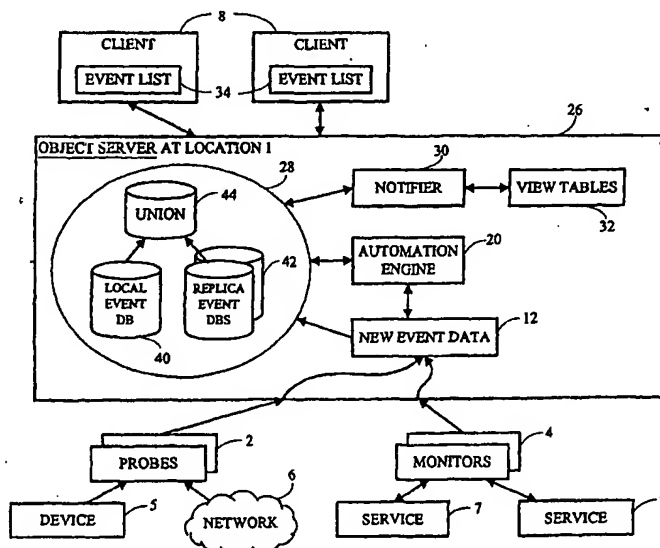 8
CLIENT
CLIENT
EVENT LIST
34
EVENT LIST
26
OBJECT SERVER AT LOCATION 1
28
30
44
NOTIFIER
VIEW TABLES
UNION
32
20
42
AUTOMATION
ENGINE
LOCAL
EVENT
DB
REPLICA
EVENT
DBS
12
NEW EVENT DATA
40
2
4
PROBES
MONITORS
6
DEVICE
5
NETWORK
SERVICE
7
SERVICE